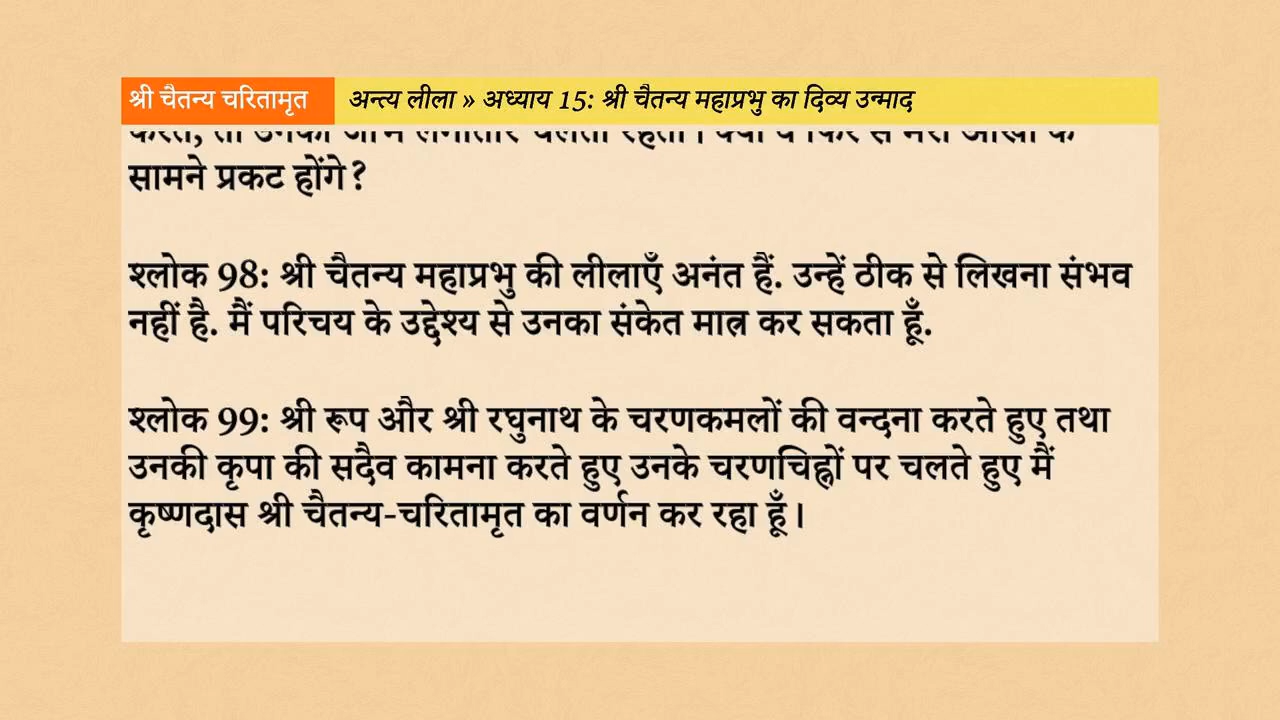 श्री चैतन्य चरितामृत
अन्त्य लीला » अध्याय 15: श्री चैतन्य महाप्रभु का दिव्य उन्माद
सामने प्रकट होंगे?
श्लोक 98: श्री चैतन्य महाप्रभु की लीलाएँ अनंत हैं. उन्हें ठीक से लिखना संभव
नहीं है. मैं परिचय के उद्देश्य से उनका संकेत मात्र कर सकता हूँ.
श्लोक 99: श्री रूप और श्री रघुनाथ के चरणकमलों की वन्दना करते हुए तथा
उनकी कृपा की सदैव कामना करते हुए उनके चरणचिह्नों पर चलते हुए मैं
कृष्णदास श्री चैतन्य-चरितामृत का वर्णन कर रहा हूँ।